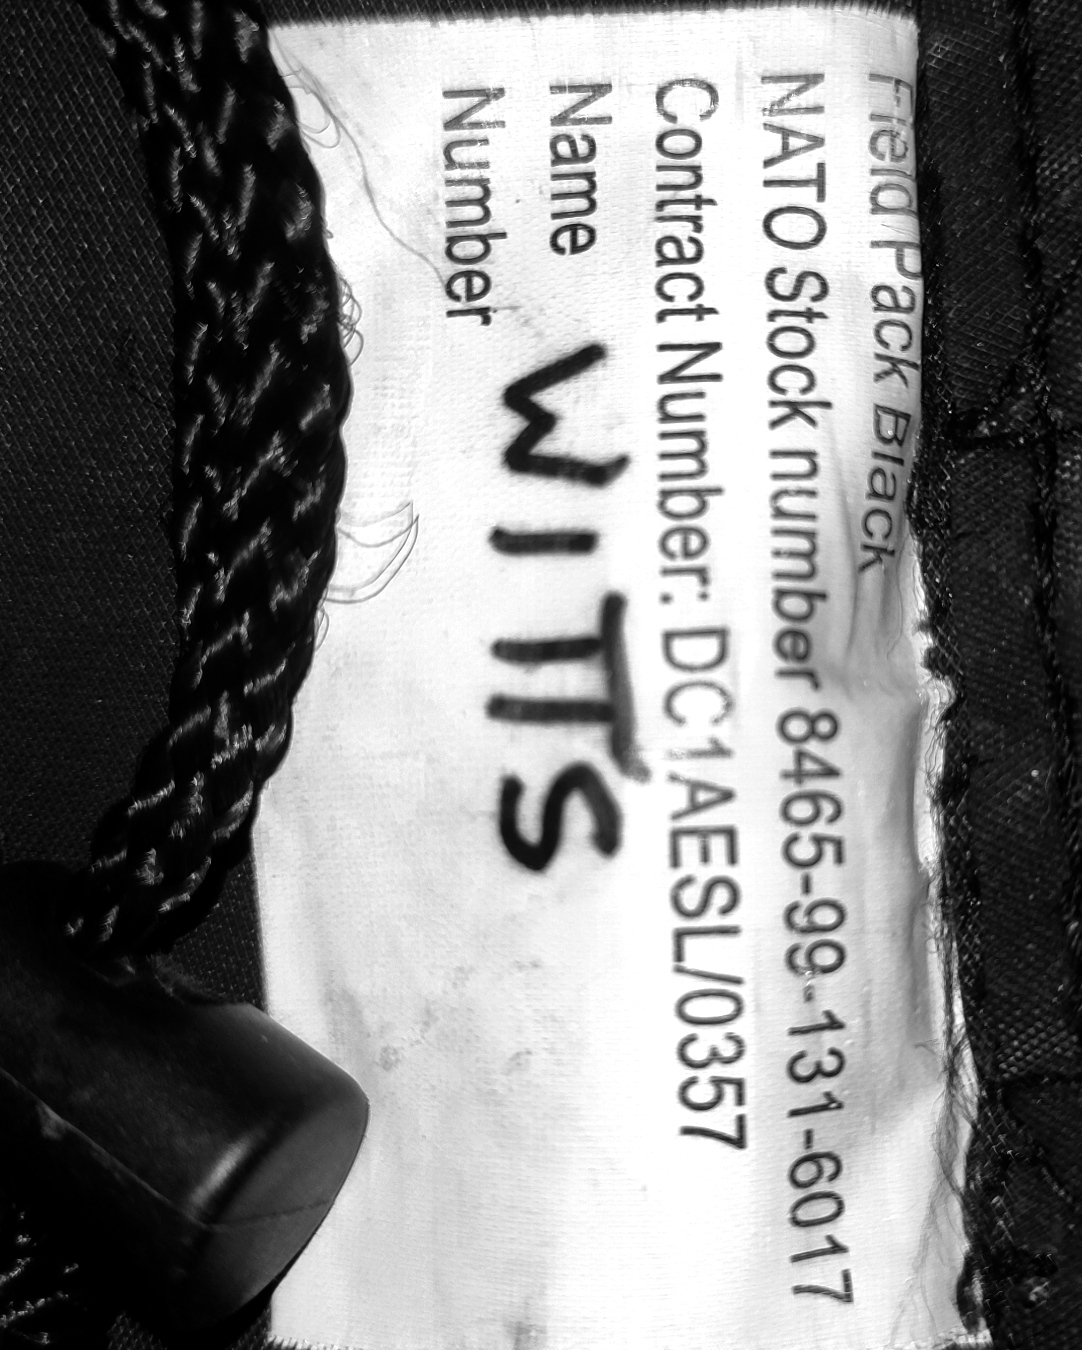 Field Pack Black
NATO Stock number 8465-99-131-6017
Contract Number: DC1AESL/0357
Name WITTS
Number